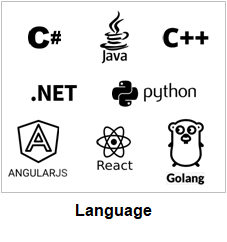 C# Java C++
.NET python
ANGULARJS React Golang
Language